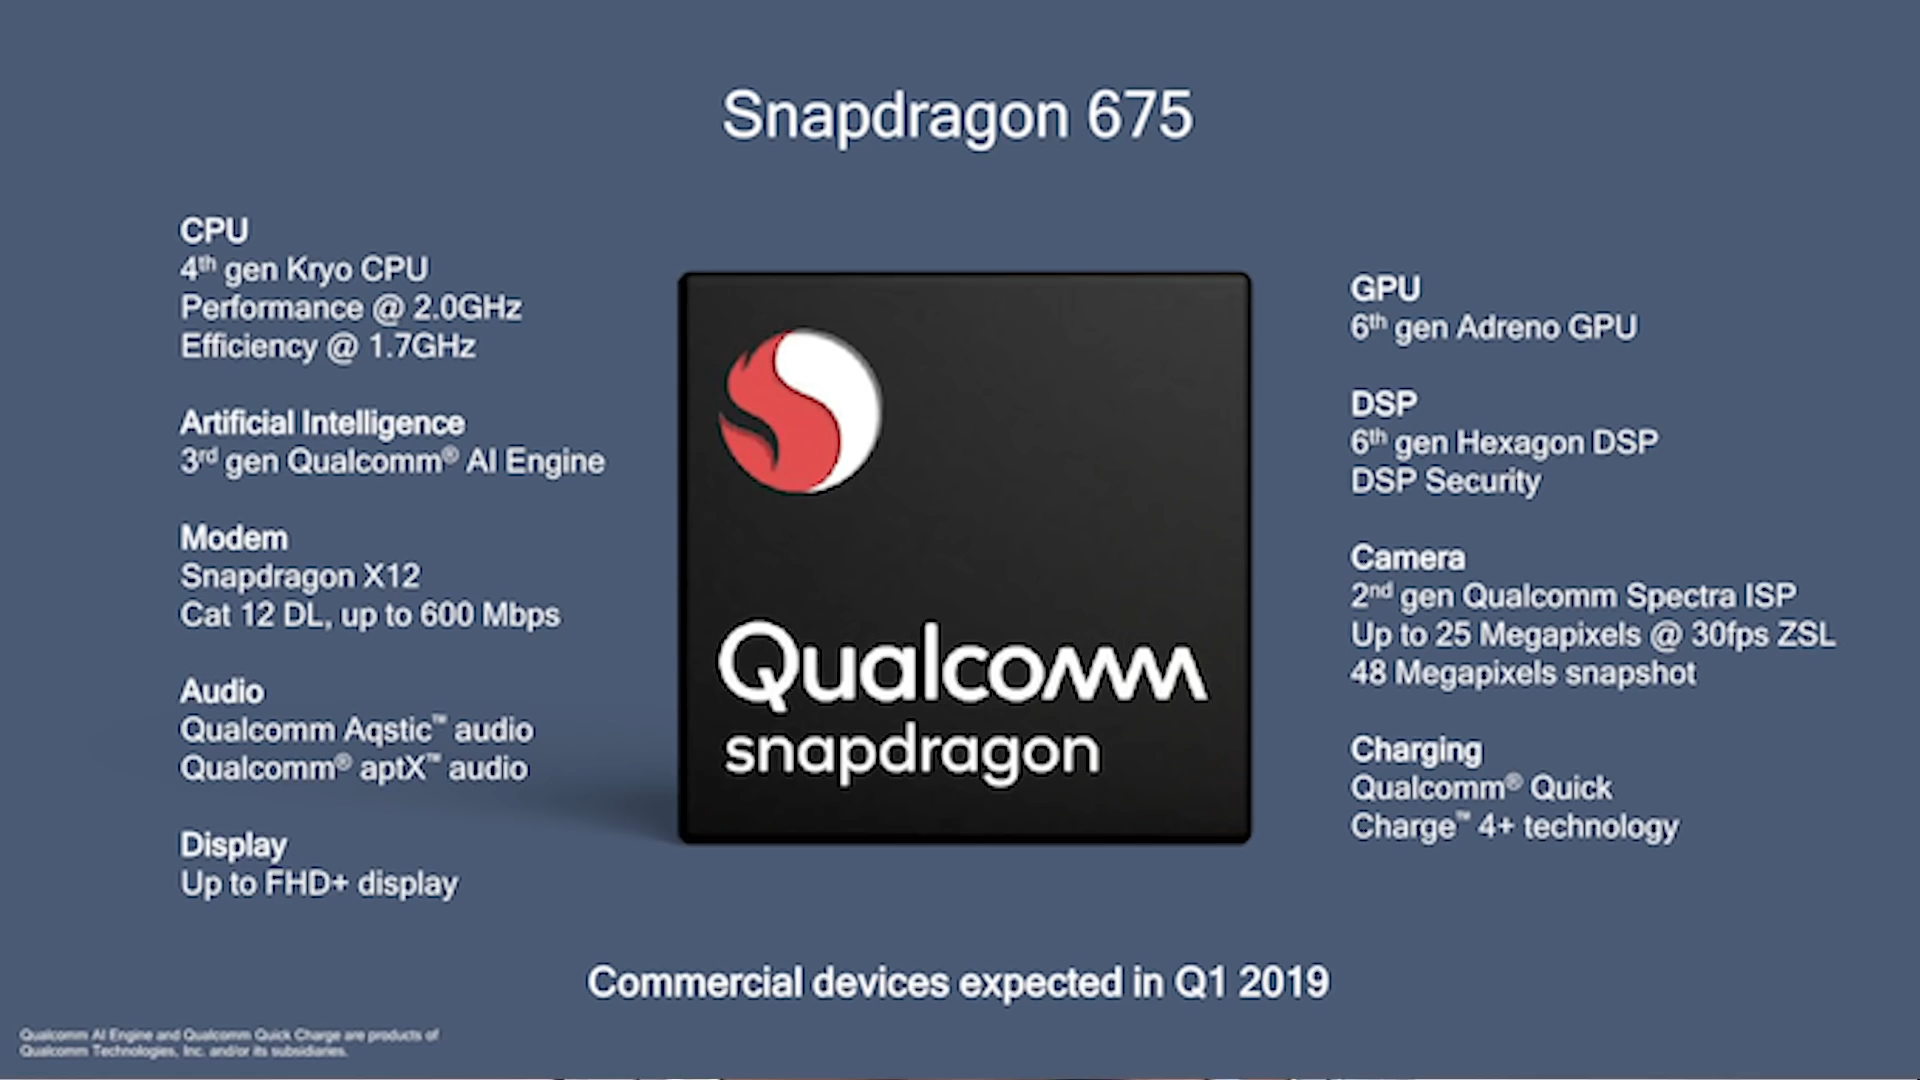 Snapdragon 675
CPU
4th gen Kryo CPU
Performance @ 2.0GHz
Efficiency @ 1.7GHz
Artificial Intelligence
3rd gen Qualcomm® AI Engine
Modem
Snapdragon X12
Cat 12 DL, up to 600 Mbps
Audio
Qualcomm Aqstic™ audio
Qualcomm® aptX™ audio
Display
Up to FHD+ display
Qualcomm
snapdragon
GPU
6th gen Adreno GPU
DSP
6th gen Hexagon DSP
DSP Security
Camera
2nd gen Qualcomm Spectra ISP
Up to 25 Megapixels @ 30fps ZSL
48 Megapixels snapshot
Charging
Qualcomm® Quick
Charge™ 4+ technology
Commercial devices expected in Q1 2019
Qualcomm AI Engine and Qualcomm Quick Charge are products of
Qualcomm Technologies, Inc. and/or its subsidiaries.